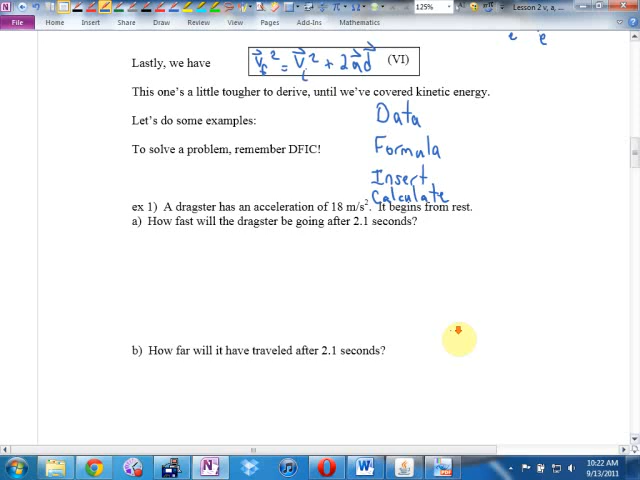 125%
Lesson 2 v, a,
File
Home
Insert
Share
Draw
Review
View
PDF
Add-Ins
Mathematics
e e
Lastly, we have v_f² = v_i² + 2ad (VI)
This one's a little tougher to derive, until we've covered kinetic energy.
Let's do some examples:
Data
To solve a problem, remember DFIC!
Formula
Insert
Calculate
ex 1) A dragster has an acceleration of 18 m/s². It begins from rest.
a) How fast will the dragster be going after 2.1 seconds?
b) How far will it have traveled after 2.1 seconds?
10:22 AM
9/13/2011